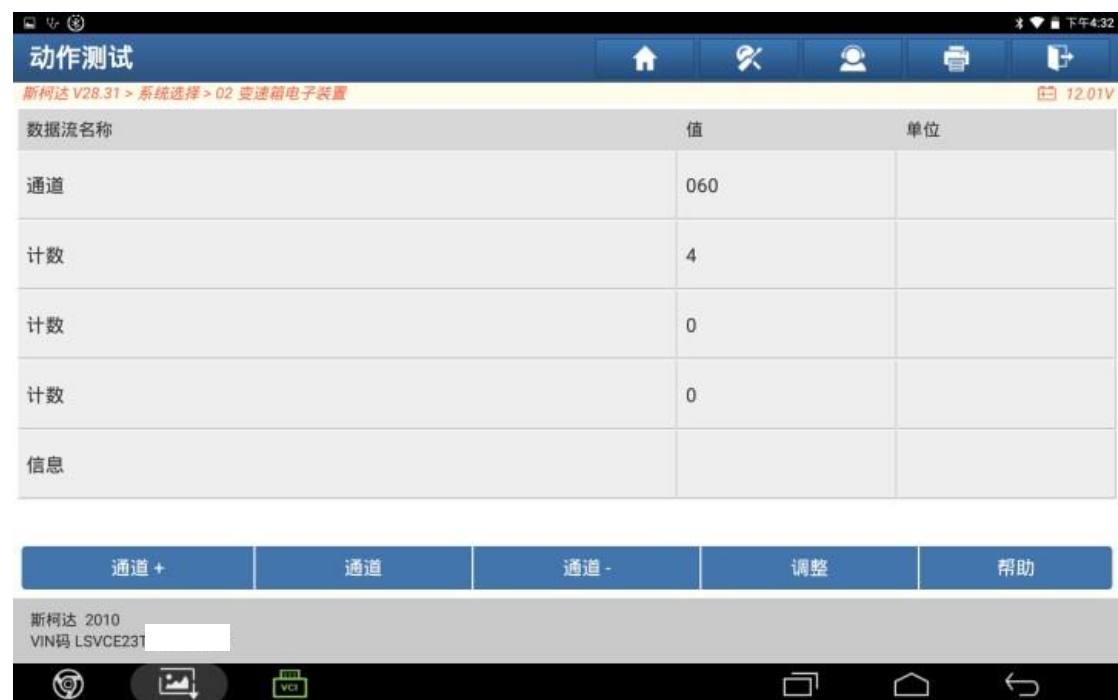 下午4:32
动作测试
斯柯达 V28.31 > 系统选择 > 02 变速箱电子装置 12.01V
数据流名称 值 单位
通道 060
计数 4
计数 0
计数 0
信息
通道 + 通道 通道 - 调整 帮助
斯柯达 2010
VIN码 LSVCE23T
VCI